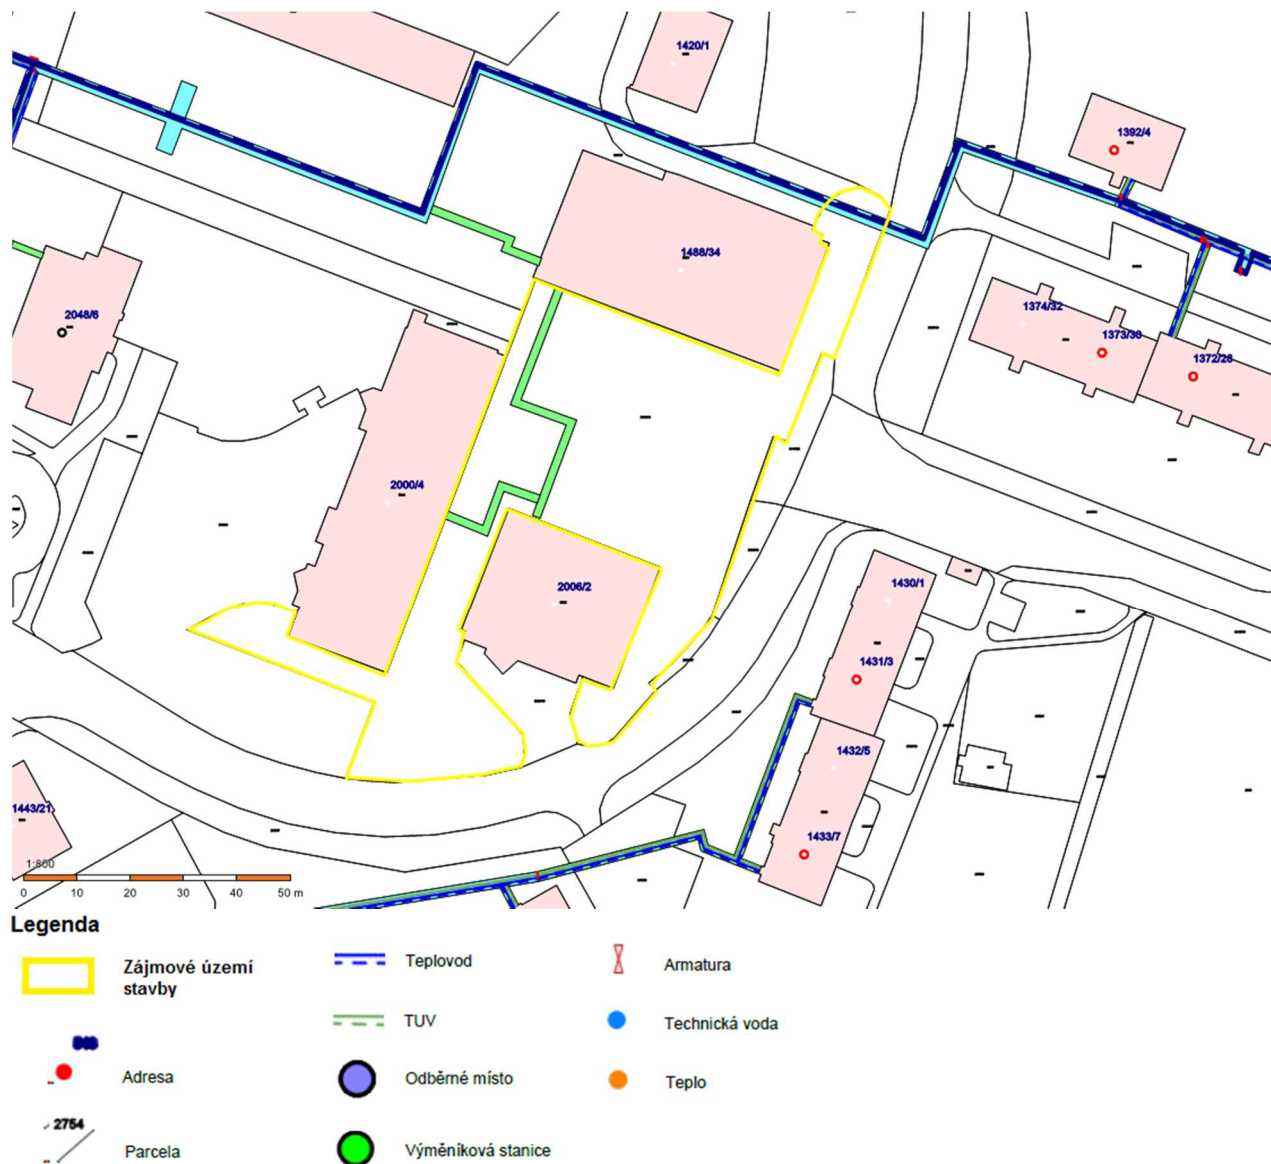 1420/1
1392/4
1488/34
2048/6
1374/32
1373/30
1372/28
2000/4
2006/2
1430/1
1431/3
1432/5
1433/7
1443/21
1:800
0 10 20 30 40 50 m
Legenda
Zájmové území
stavby
Teplovod
Armatura
TUV
Technická voda
Adresa
Odběrné místo
Teplo
2754
Parcela
Výměníková stanice